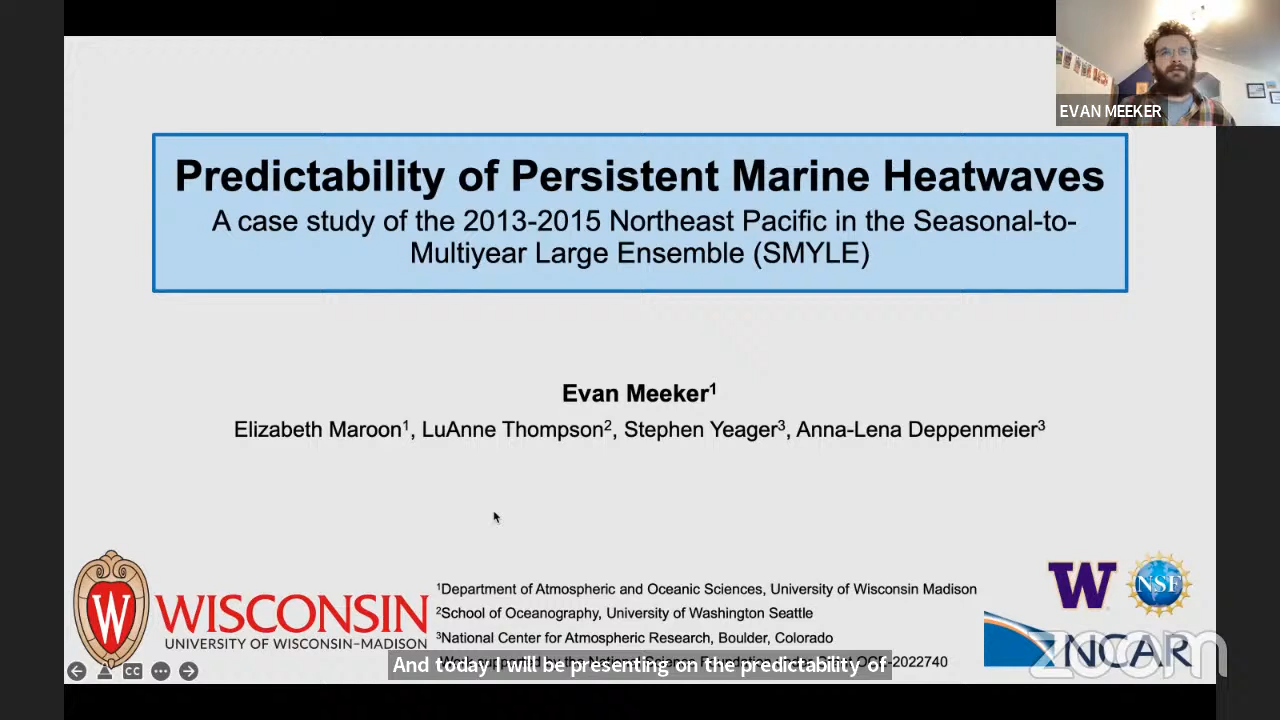 EVAN MEEKER
Predictability of Persistent Marine Heatwaves
A case study of the 2013-2015 Northeast Pacific in the Seasonal-to-
Multiyear Large Ensemble (SMYLE)
Evan Meeker¹
Elizabeth Maroon¹, LuAnne Thompson², Stephen Yeager³, Anna-Lena Deppenmeier³
W
WISCONSIN
UNIVERSITY OF WISCONSIN–MADISON
¹Department of Atmospheric and Oceanic Sciences, University of Wisconsin Madison
²School of Oceanography, University of Washington Seattle
³National Center for Atmospheric Research, Boulder, Colorado
2022740
And today I will be presenting on the predictability of
W
NSF
NCAR
zoom
CC